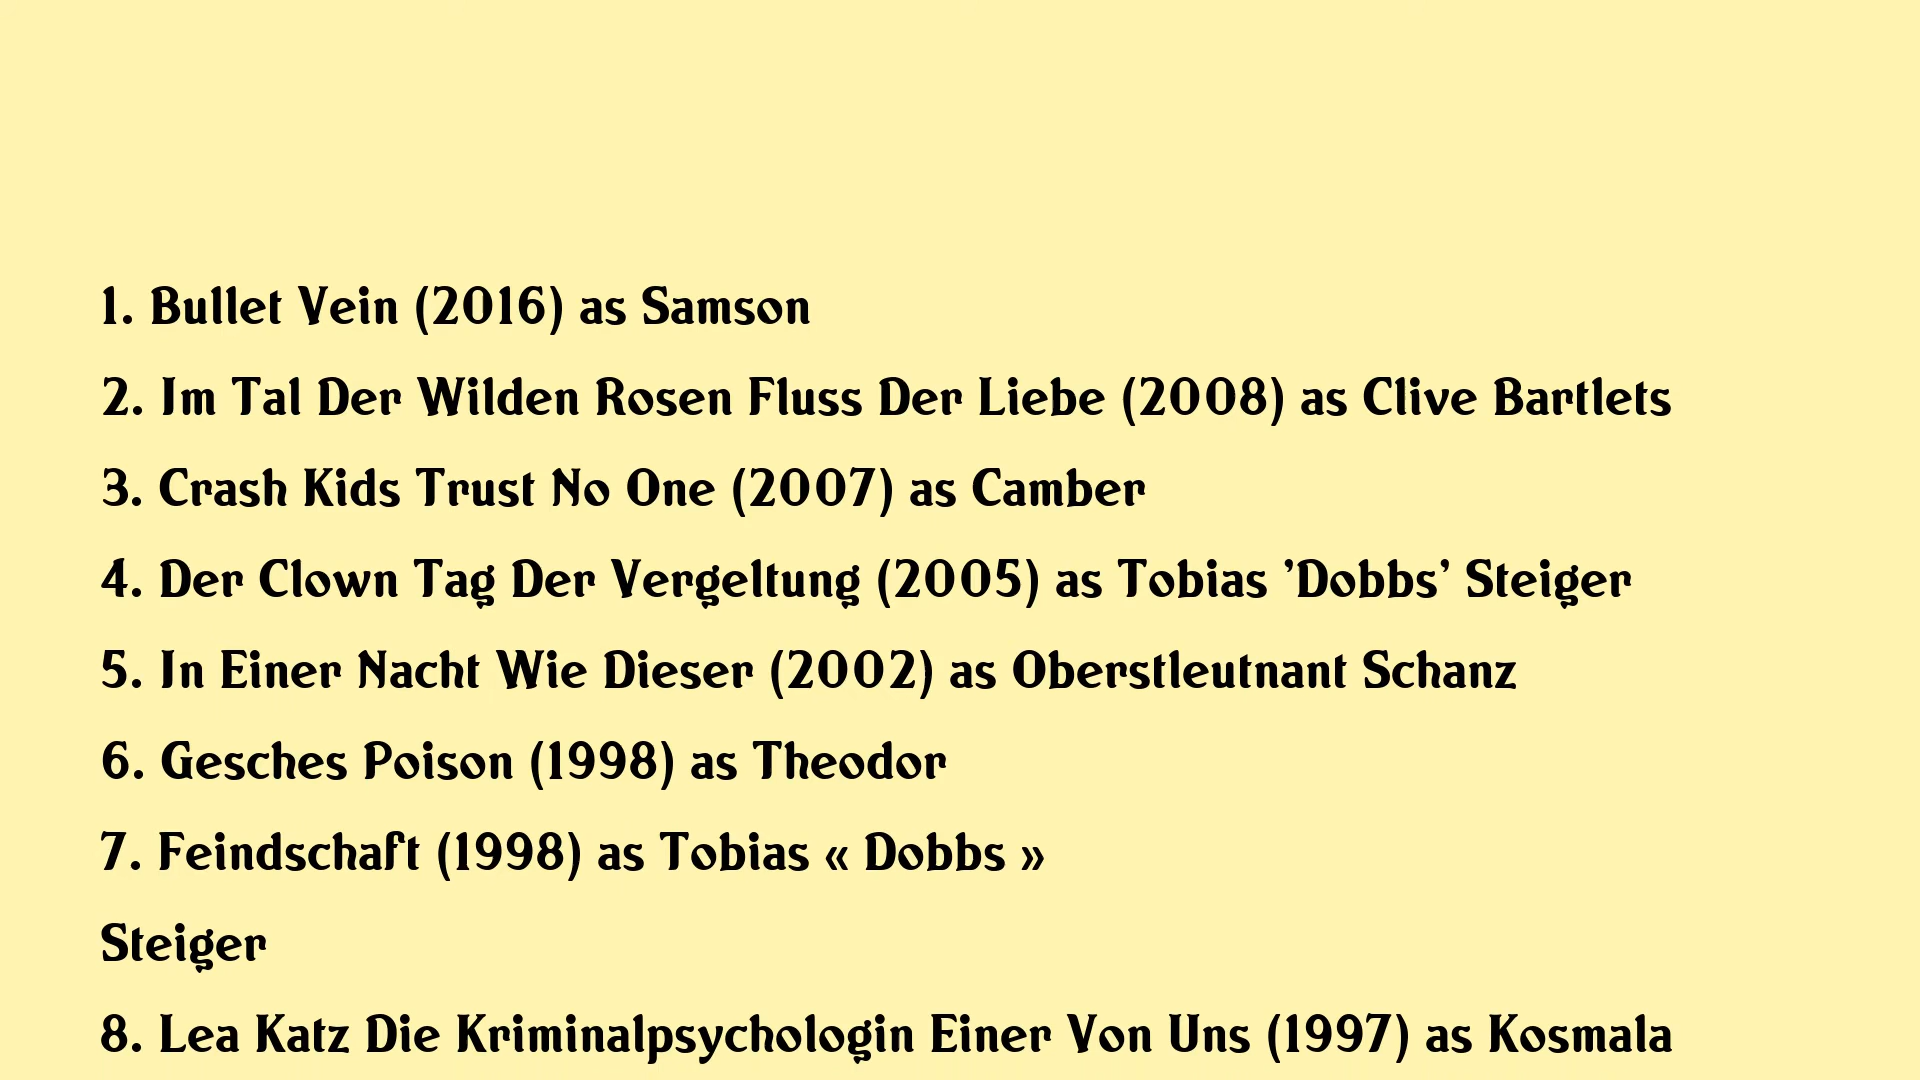 1. Bullet Vein (2016) as Samson
2. Im Tal Der Wilden Rosen Fluss Der Liebe (2008) as Clive Bartlets
3. Crash Kids Trust No One (2007) as Camber
4. Der Clown Tag Der Vergeltung (2005) as Tobias 'Dobbs' Steiger
5. In Einer Nacht Wie Dieser (2002) as Oberstleutnant Schanz
6. Gesches Poison (1998) as Theodor
7. Feindschaft (1998) as Tobias « Dobbs »
Steiger
8. Lea Katz Die Kriminalpsychologin Einer Von Uns (1997) as Kosmala